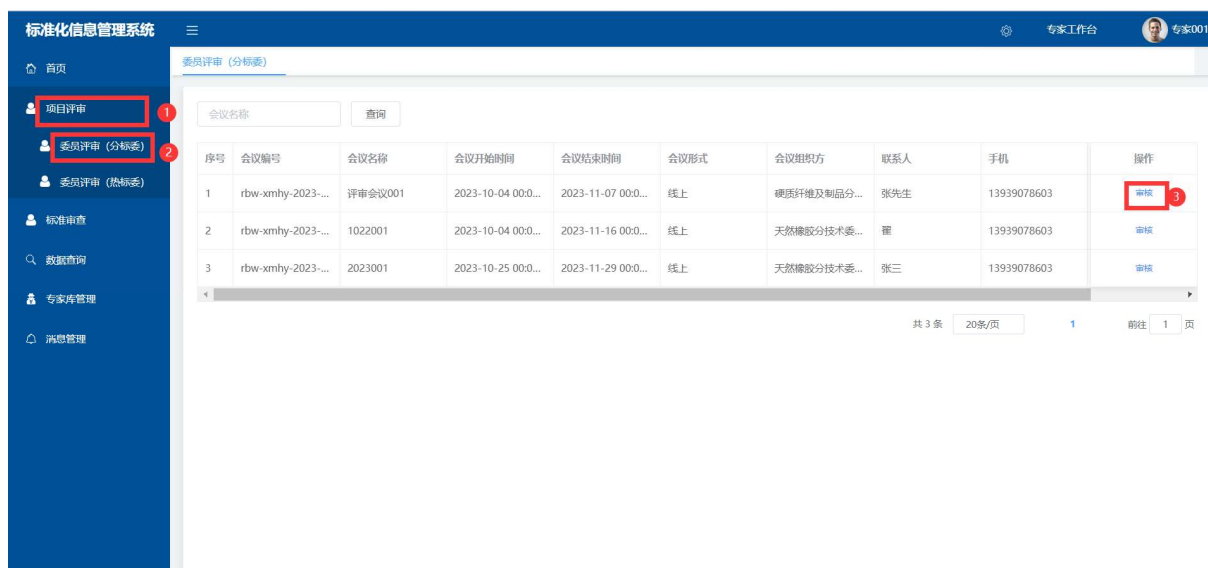 标准化信息管理系统 专家工作台 专家001
首页 委员评审（分标委）
项目评审 1
会议名称 查询
委员评审（分标委） 2
序号 会议编号 会议名称 会议开始时间 会议结束时间 会议形式 会议组织方 联系人 手机 操作
委员评审（热标委）
1 rbw-xmhy-2023-... 评审会议001 2023-10-04 00:0... 2023-11-07 00:0... 线上 硬质纤维及制品分... 张先生 13939078603 审核 3
标准审查
2 rbw-xmhy-2023-... 1022001 2023-10-04 00:0... 2023-11-16 00:0... 线上 天然橡胶分技术委... 翟 13939078603 审核
数据查询
3 rbw-xmhy-2023-... 2023001 2023-10-25 00:0... 2023-11-29 00:0... 线上 天然橡胶分技术委... 张三 13939078603 审核
专家库管理
共 3 条 20条/页 1 前往 1 页
消息管理